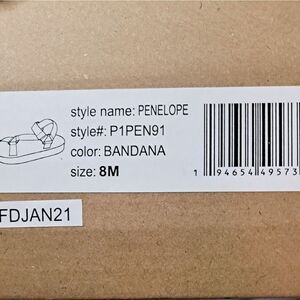 style name: PENELOPE
style#: P1PEN91
color: BANDANA
size: 8M
1 94654 49573
FDJAN21